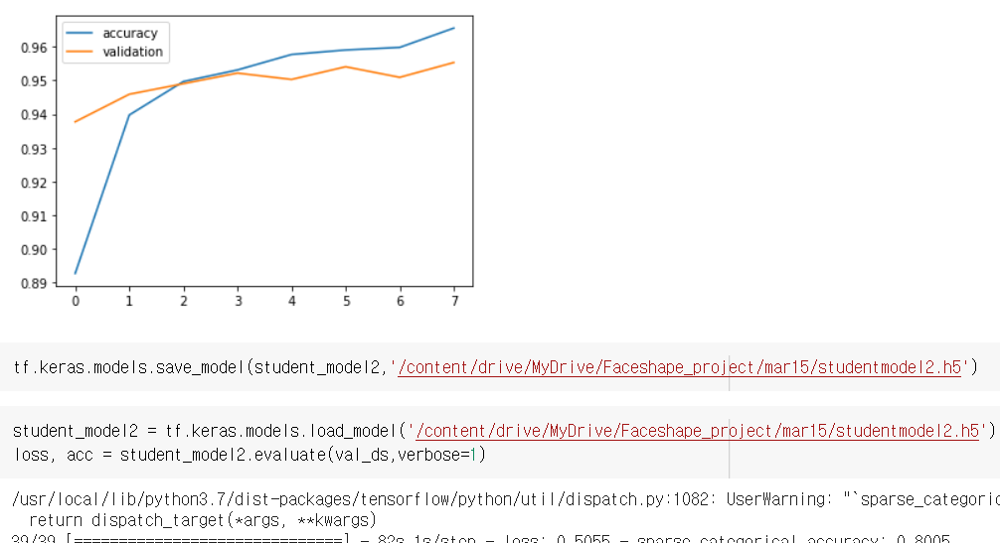 accuracy
validation
0.96
0.95
0.94
0.93
0.92
0.91
0.90
0.89
0 1 2 3 4 5 6 7
tf.keras.models.save_model(student_model2,'/content/drive/MyDrive/Faceshape_project/mar15/studentmodel2.h5')
student_model2 = tf.keras.models.load_model('/content/drive/MyDrive/Faceshape_project/mar15/studentmodel2.h5')
loss, acc = student_model2.evaluate(val_ds,verbose=1)
/usr/local/lib/python3.7/dist-packages/tensorflow/python/util/dispatch.py:1082: UserWarning: "`sparse_categoric
return dispatch_target(*args, **kwargs)
39/39 [==============================] - 82s 1s/step - loss: 0.5055 - sparse_categorical_accuracy: 0.8005